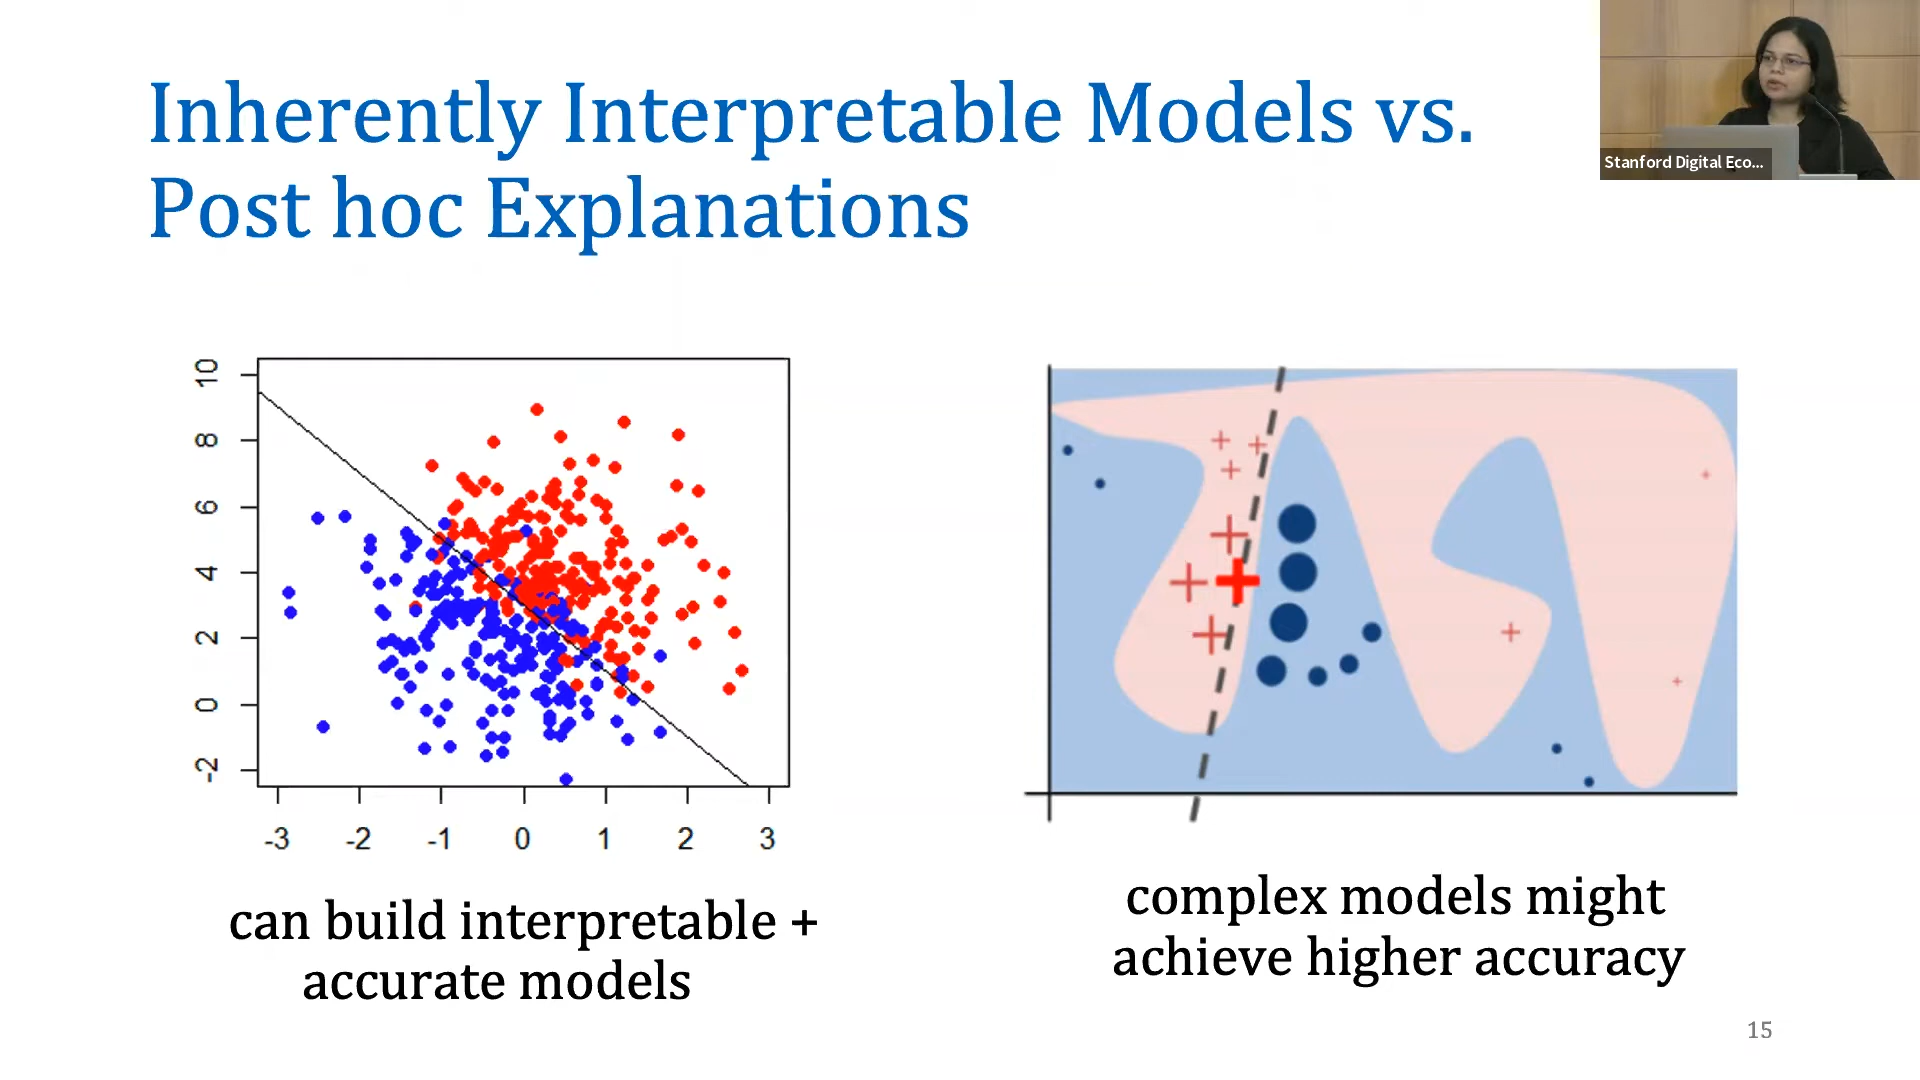 Inherently Interpretable Models vs.
Post hoc Explanations
Stanford Digital Eco...
10
8
6
4
2
0
-2
-3 -2 -1 0 1 2 3
can build interpretable +
accurate models
complex models might
achieve higher accuracy
15